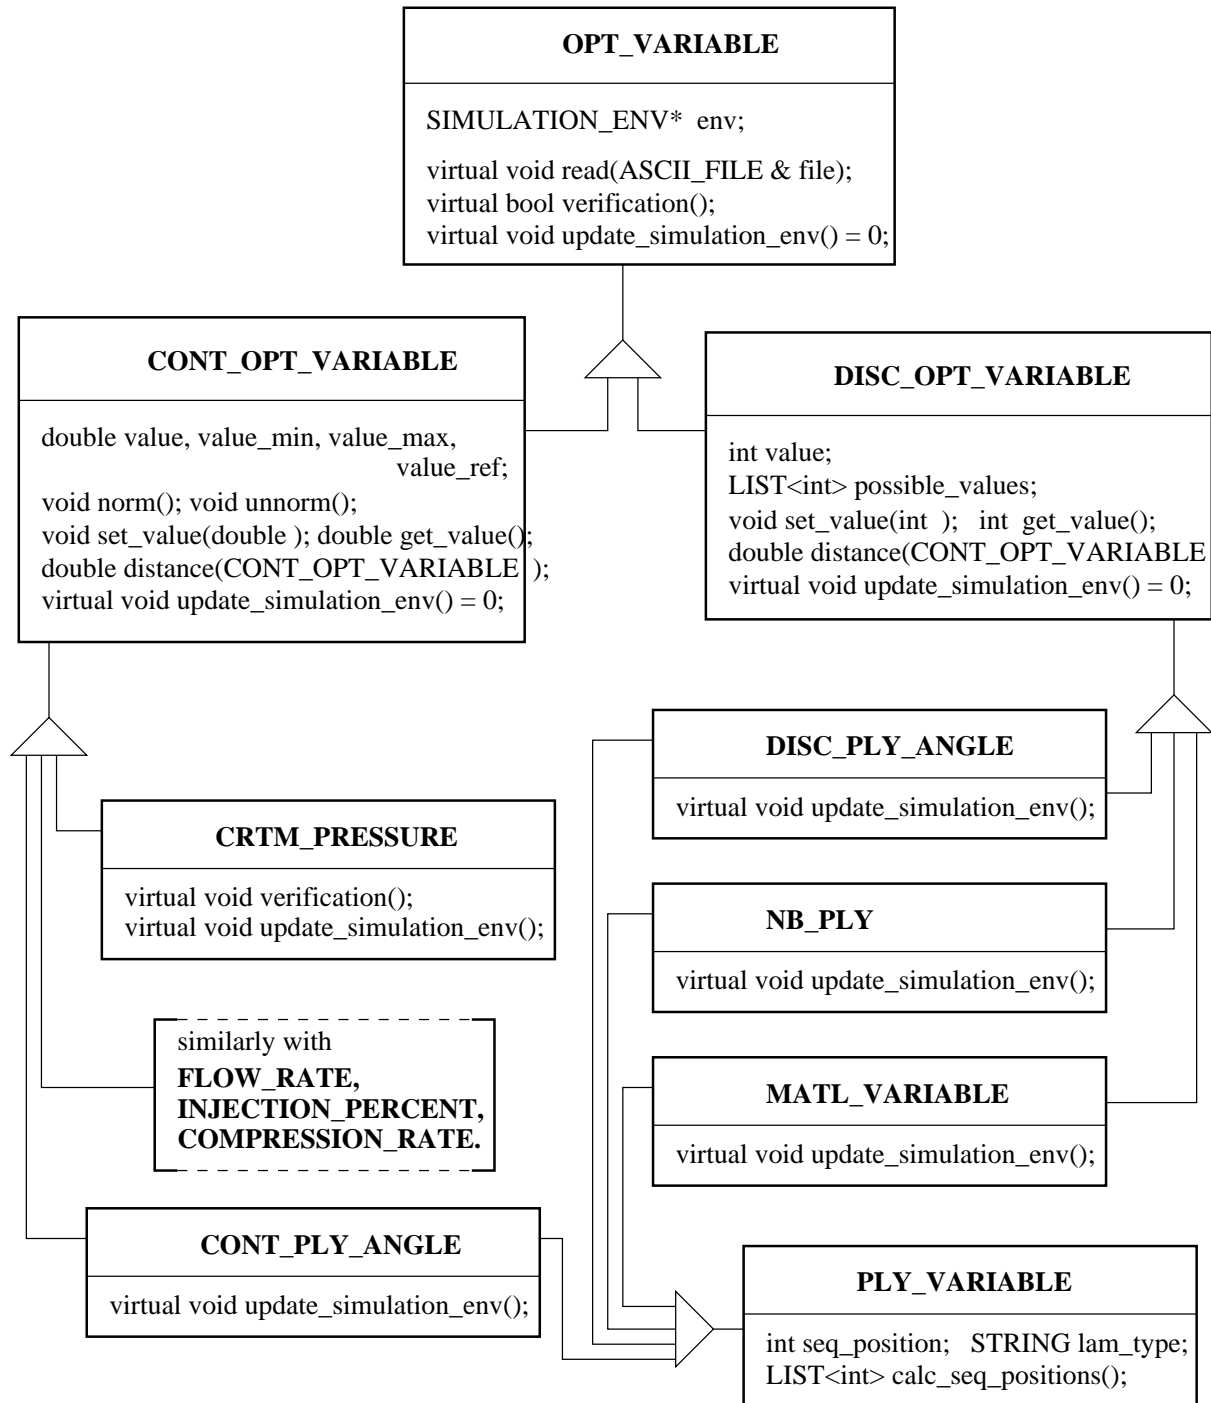 OPT_VARIABLE
SIMULATION_ENV* env;
virtual void read(ASCII_FILE & file);
virtual bool verification();
virtual void update_simulation_env() = 0;
CONT_OPT_VARIABLE
double value, value_min, value_max,
value_ref;
void norm(); void unnorm();
void set_value(double ); double get_value();
double distance(CONT_OPT_VARIABLE );
virtual void update_simulation_env() = 0;
DISC_OPT_VARIABLE
int value;
LIST<int> possible_values;
void set_value(int ); int get_value();
double distance(CONT_OPT_VARIABLE
virtual void update_simulation_env() = 0;
CRTM_PRESSURE
virtual void verification();
virtual void update_simulation_env();
similarly with
FLOW_RATE,
INJECTION_PERCENT,
COMPRESSION_RATE.
CONT_PLY_ANGLE
virtual void update_simulation_env();
DISC_PLY_ANGLE
virtual void update_simulation_env();
NB_PLY
virtual void update_simulation_env();
MATL_VARIABLE
virtual void update_simulation_env();
PLY_VARIABLE
int seq_position; STRING lam_type;
LIST<int> calc_seq_positions();